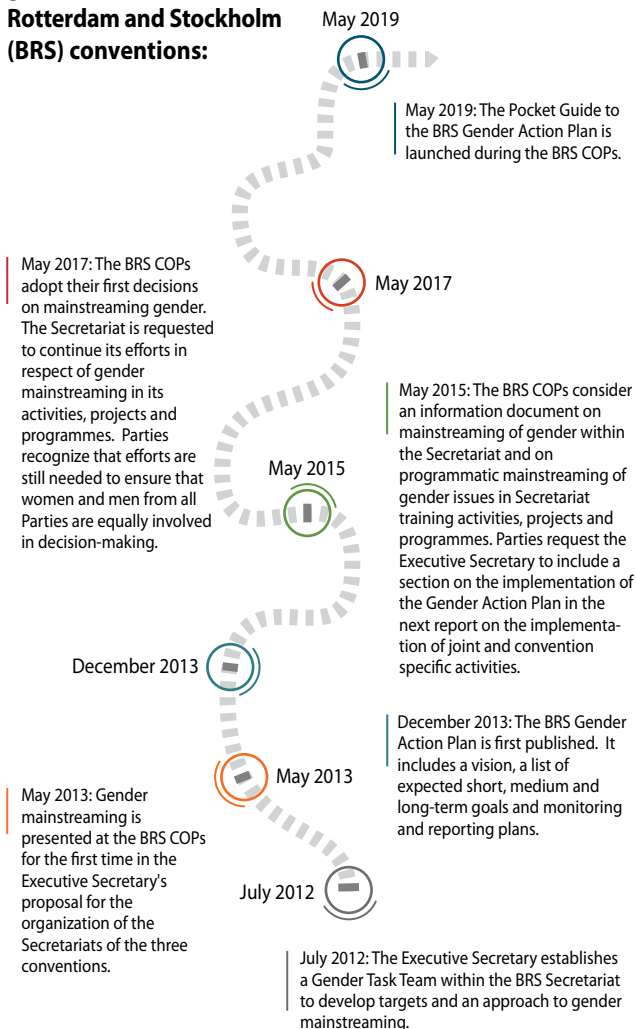 Rotterdam and Stockholm
(BRS) conventions:
May 2019
May 2019: The Pocket Guide to
the BRS Gender Action Plan is
launched during the BRS COPs.
May 2017: The BRS COPs
adopt their first decisions
on mainstreaming gender.
The Secretariat is requested
to continue its efforts in
respect of gender
mainstreaming in its
activities, projects and
programmes. Parties
recognize that efforts are
still needed to ensure that
women and men from all
Parties are equally involved
in decision-making.
May 2017
May 2015: The BRS COPs consider
an information document on
mainstreaming of gender within
the Secretariat and on
programmatic mainstreaming of
gender issues in Secretariat
training activities, projects and
programmes. Parties request the
Executive Secretary to include a
section on the implementation of
the Gender Action Plan in the
next report on the implementa-
tion of joint and convention
specific activities.
May 2015
December 2013
December 2013: The BRS Gender
Action Plan is first published. It
includes a vision, a list of
expected short, medium and
long-term goals and monitoring
and reporting plans.
May 2013
May 2013: Gender
mainstreaming is
presented at the BRS COPs
for the first time in the
Executive Secretary's
proposal for the
organization of the
Secretariats of the three
conventions.
July 2012
July 2012: The Executive Secretary establishes
a Gender Task Team within the BRS Secretariat
to develop targets and an approach to gender
mainstreaming.